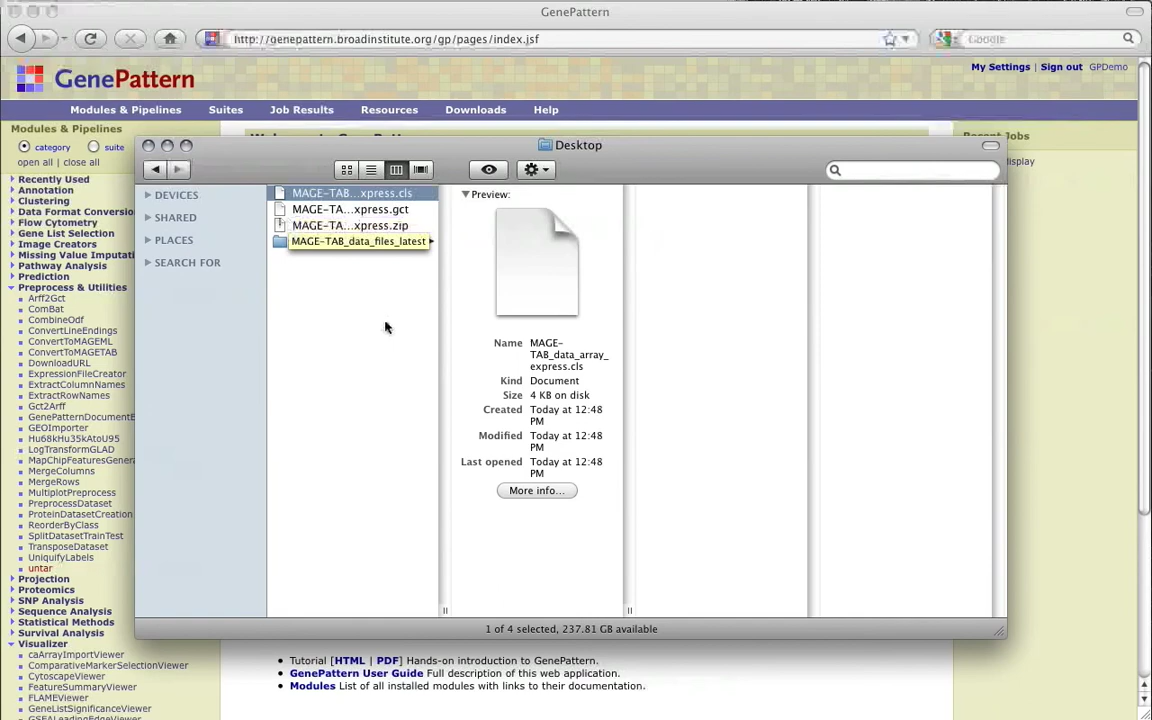 GenePattern
http://genepattern.broadinstitute.org/gp/pages/index.jsf
Google
GenePattern
My Settings | Sign out GPDemo
Modules & Pipelines Suites Job Results Resources Downloads Help
Modules & Pipelines
category suite
open all | close all
Recently Used
Annotation
Clustering
Data Format Conversion
Flow Cytometry
Gene List Selection
Image Creators
Missing Value Imputati
Pathway Analysis
Prediction
Preprocess & Utilities
Arff2Gct
ComBat
CombineOdf
ConvertLineEndings
ConvertToMAGEML
ConvertToMAGETAB
DownloadURL
ExpressionFileCreator
ExtractColumnNames
ExtractRowNames
Gct2Arff
GenePatternDocumentE
GEOImporter
Hu68kHu35kAtoU95
LogTransformGLAD
MapChipFeaturesGenera
MergeColumns
MergeRows
MultiplotPreprocess
PreprocessDataset
ProteinDatasetCreation
ReorderByClass
SplitDatasetTrainTest
TransposeDataset
UniquifyLabels
untar
Projection
Proteomics
SNP Analysis
Sequence Analysis
Statistical Methods
Survival Analysis
Visualizer
caArrayImportViewer
ComparativeMarkerSelectionViewer
CytoscapeViewer
FeatureSummaryViewer
FLAMEViewer
GeneListSignificanceViewer
GSEALeadingEdgeViewer
Recent Jobs
display
Desktop
DEVICES
SHARED
PLACES
SEARCH FOR
MAGE-TAB...xpress.cls
MAGE-TA...xpress.gct
MAGE-TA...xpress.zip
MAGE-TAB_data_files_latest
Preview:
Name MAGE-
TAB_data_array_
express.cls
Kind Document
Size 4 KB on disk
Created Today at 12:48
PM
Modified Today at 12:48
PM
Last opened Today at 12:48
PM
More info...
1 of 4 selected, 237.81 GB available
Tutorial [HTML | PDF] Hands-on introduction to GenePattern.
GenePattern User Guide Full description of this web application.
Modules List of all installed modules with links to their documentation.